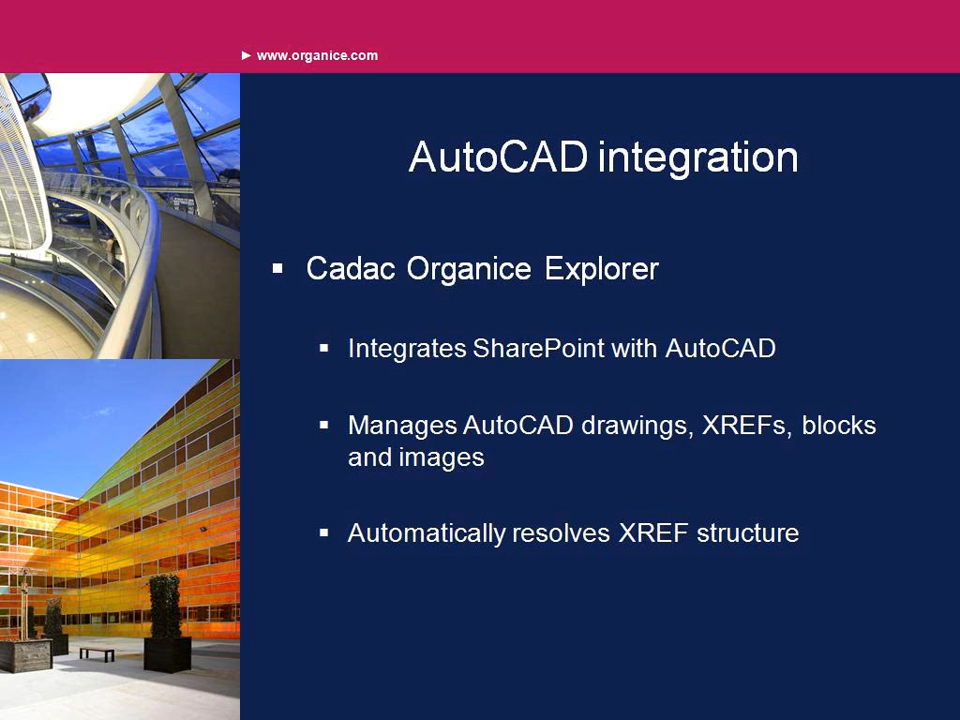 ► www.organice.com
AutoCAD integration
▪ Cadac Organice Explorer
▪ Integrates SharePoint with AutoCAD
▪ Manages AutoCAD drawings, XREFs, blocks
and images
▪ Automatically resolves XREF structure